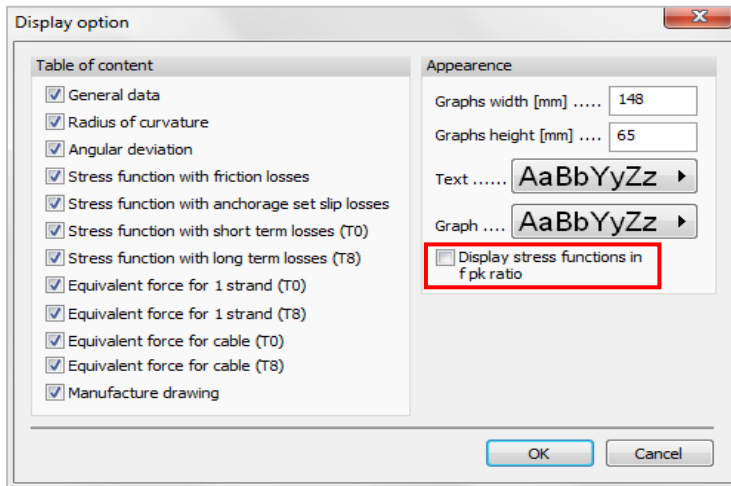 Display option
Table of content
General data
Radius of curvature
Angular deviation
Stress function with friction losses
Stress function with anchorage set slip losses
Stress function with short term losses (T0)
Stress function with long term losses (T8)
Equivalent force for 1 strand (T0)
Equivalent force for 1 strand (T8)
Equivalent force for cable (T0)
Equivalent force for cable (T8)
Manufacture drawing
Appearence
Graphs width [mm] ..... 148
Graphs height [mm] .... 65
Text ...... AaBbYyZz
Graph .... AaBbYyZz
Display stress functions in
f pk ratio
OK
Cancel